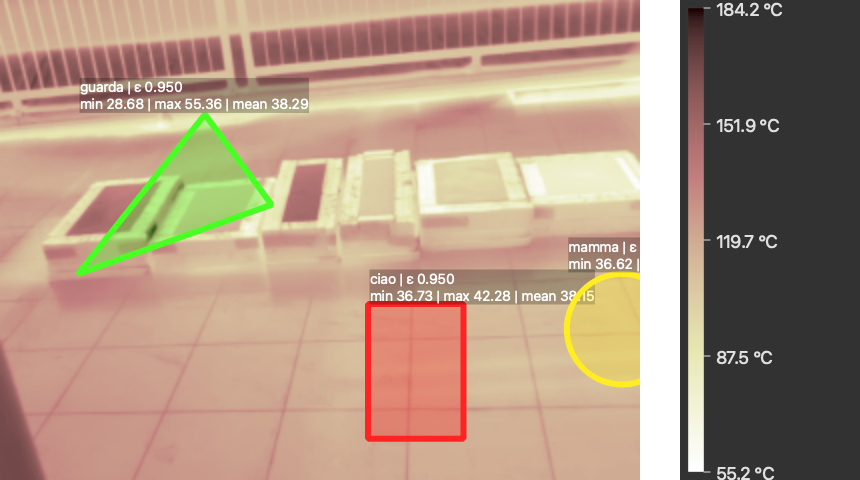 guarda | ε 0.950
min 28.68 | max 55.36 | mean 38.29
mamma | ε
min 36.62 |
ciao | ε 0.950
min 36.73 | max 42.28 | mean 38.15
184.2 °C
151.9 °C
119.7 °C
87.5 °C
55.2 °C